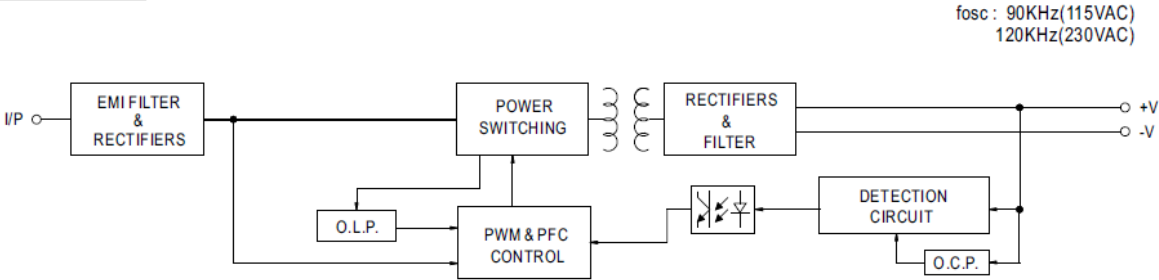 fosc : 90KHz(115VAC)
120KHz(230VAC)
I/P
EMI FILTER
&
RECTIFIERS
POWER
SWITCHING
RECTIFIERS
&
FILTER
+V
-V
O.L.P.
PWM & PFC
CONTROL
DETECTION
CIRCUIT
O.C.P.